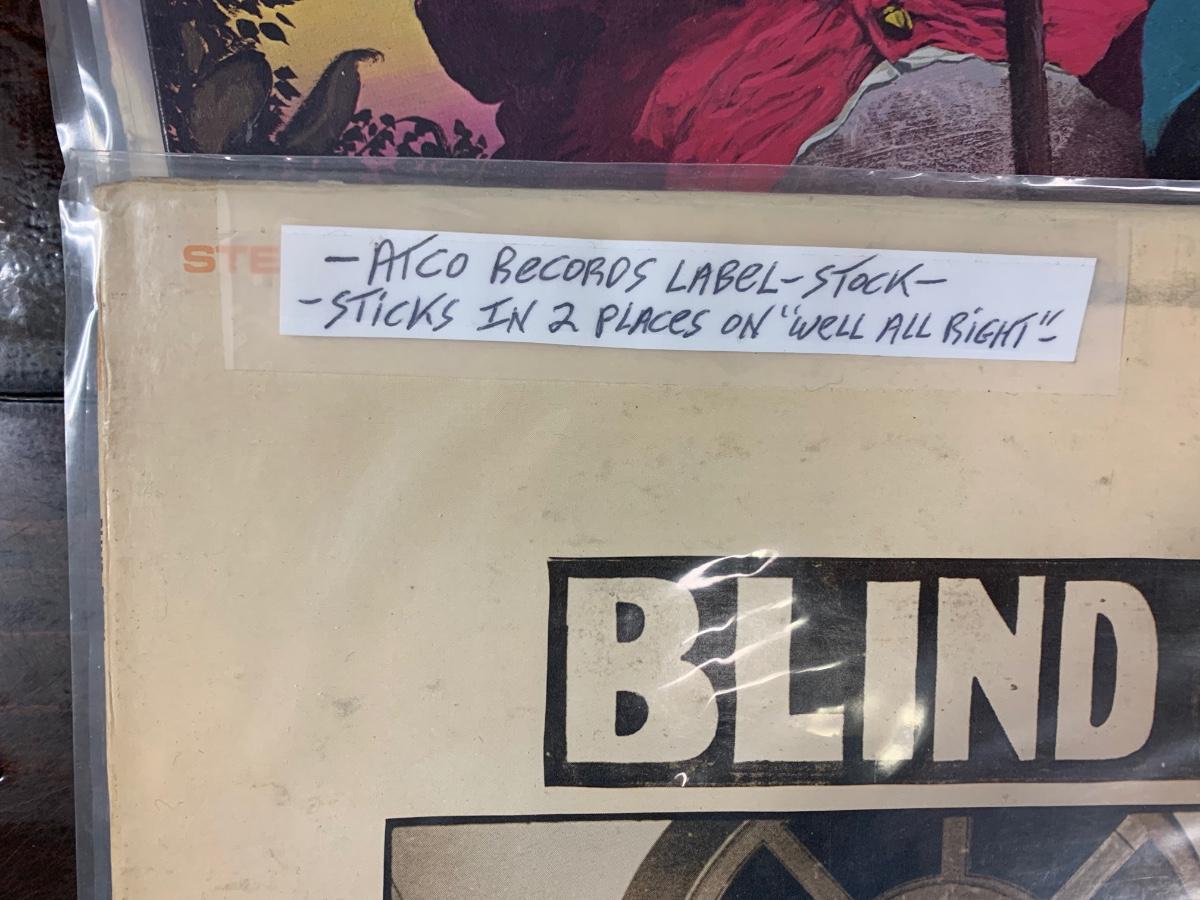 STE
- ATCO RECORDS LABEL - STOCK -
- STICKS IN 2 PLACES ON "WELL ALL RIGHT" -
BLIND